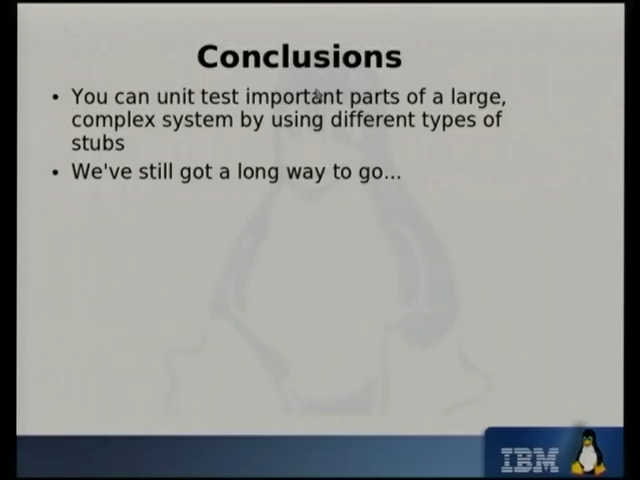 Conclusions
• You can unit test important parts of a large,
complex system by using different types of
stubs
• We've still got a long way to go...
IBM